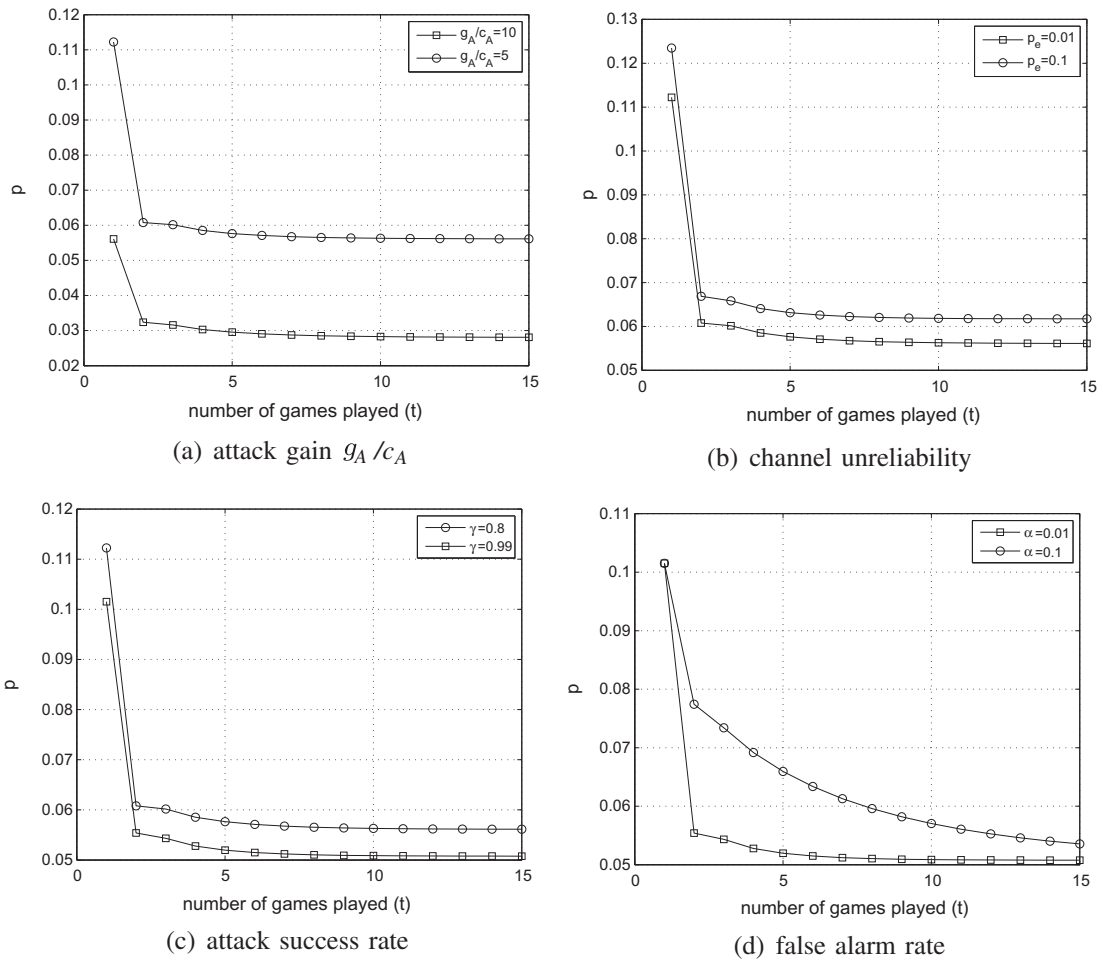 0.12
0.11
0.1
0.09
0.08
0.07
0.06
0.05
0.04
0.03
0.02
p
0
5
10
15
number of games played (t)
g_A/c_A=10
g_A/c_A=5
(a) attack gain g_A /c_A
0.13
0.12
0.11
0.1
0.09
0.08
0.07
0.06
0.05
p
0
5
10
15
number of games played (t)
p_e=0.01
p_e=0.1
(b) channel unreliability
0.12
0.11
0.1
0.09
0.08
0.07
0.06
0.05
p
0
5
10
15
number of games played (t)
γ=0.8
γ=0.99
(c) attack success rate
0.11
0.1
0.09
0.08
0.07
0.06
0.05
p
0
5
10
15
number of games played (t)
α=0.01
α=0.1
(d) false alarm rate